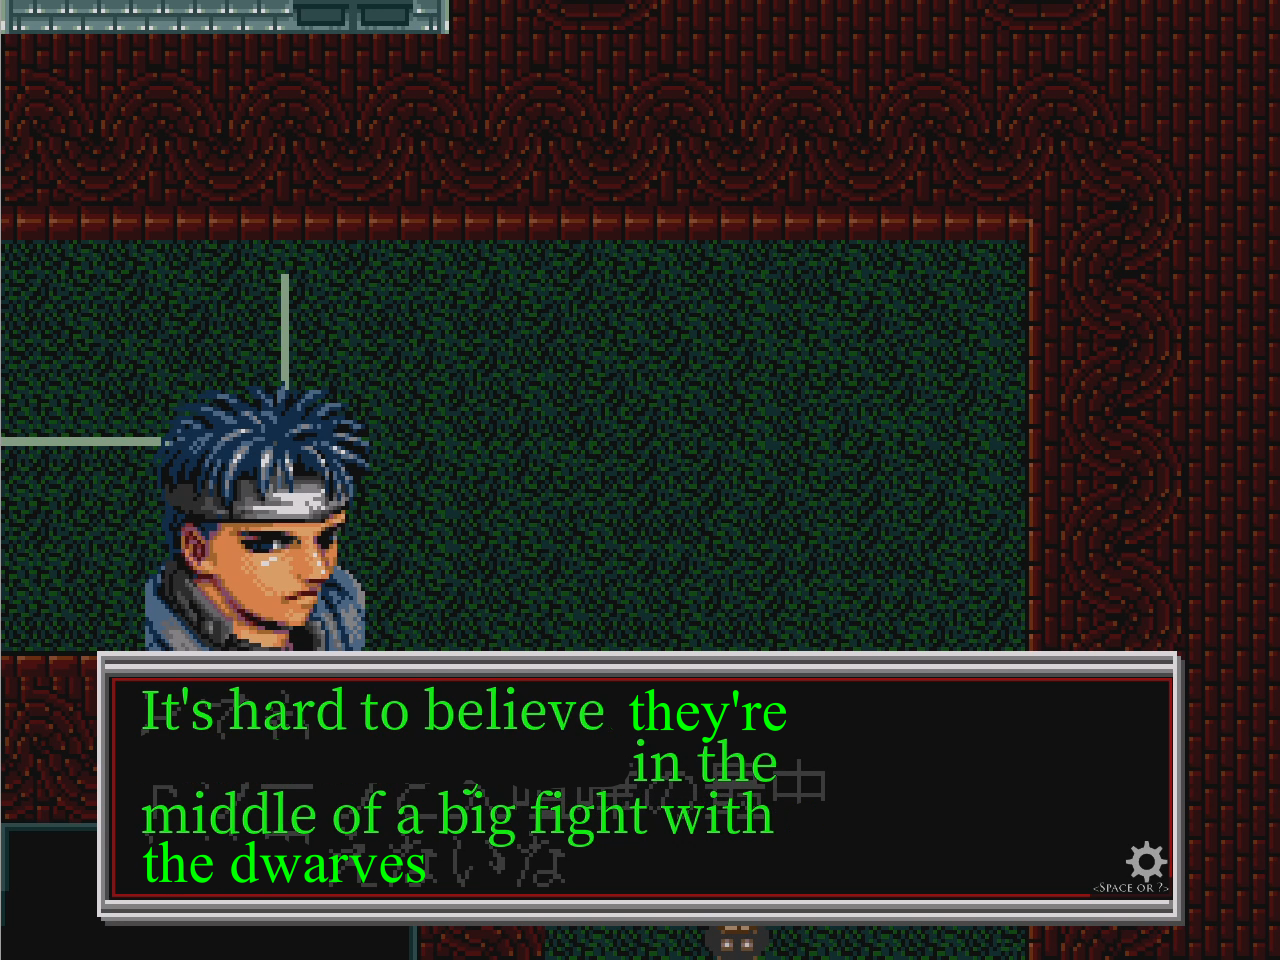 It's hard to believe they're
in the
middle of a big fight with
the dwarves
<SPACE OR ?>